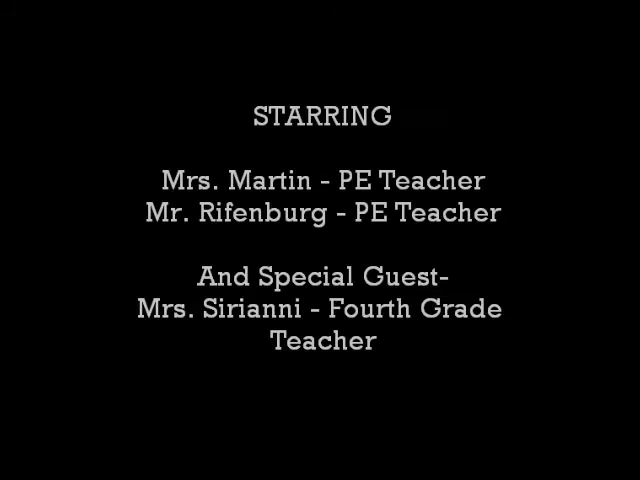 STARRING
Mrs. Martin - PE Teacher
Mr. Rifenburg - PE Teacher
And Special Guest-
Mrs. Sirianni - Fourth Grade
Teacher